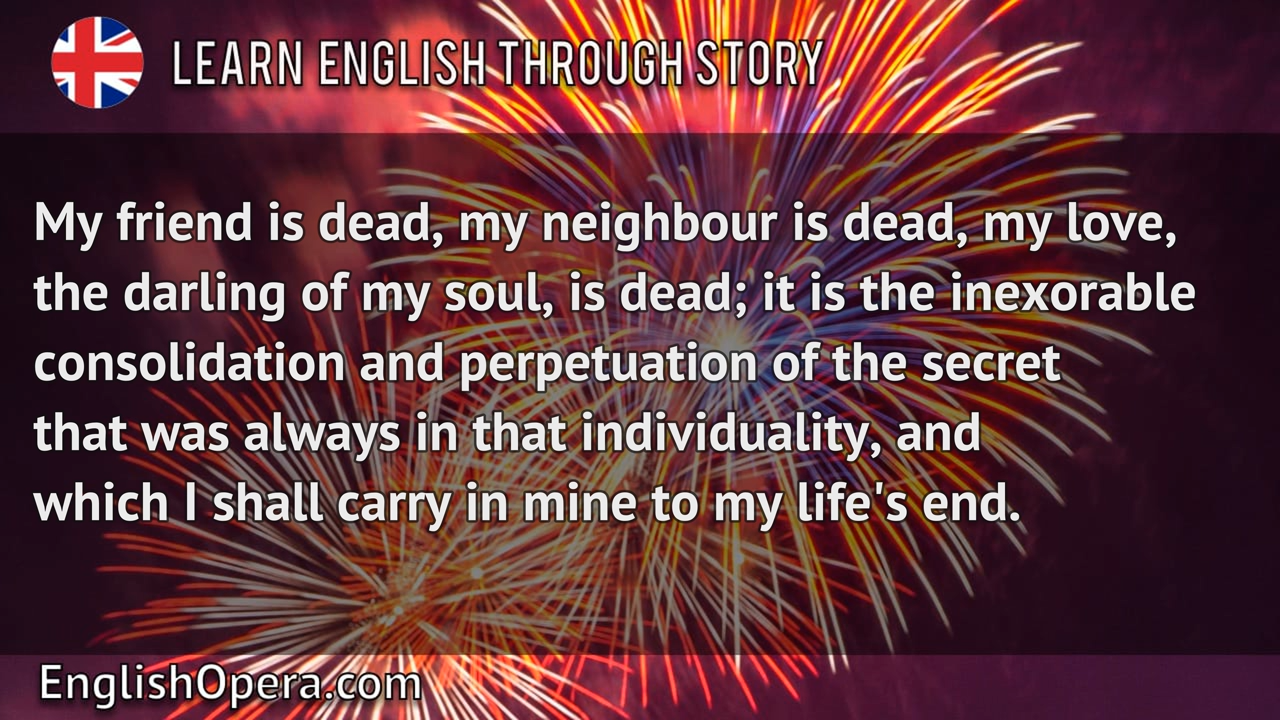 LEARN ENGLISH THROUGH STORY
My friend is dead, my neighbour is dead, my love,
the darling of my soul, is dead; it is the inexorable
consolidation and perpetuation of the secret
that was always in that individuality, and
which I shall carry in mine to my life's end.
EnglishOpera.com